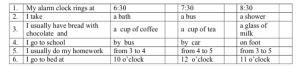 1. My alarm clock rings at 6:30 7:30 8:30
2. I take a bath a bus a shower
3. I usually have bread with chocolate and a cup of coffee a cup of tea a glass of milk
4. I go to school by bus by car on foot
5. I usually do my homework from 3 to 4 from 4 to 5 from 3 to 5
6. I go to bed at 10 o'clock 12 o'clock 11 o'clock